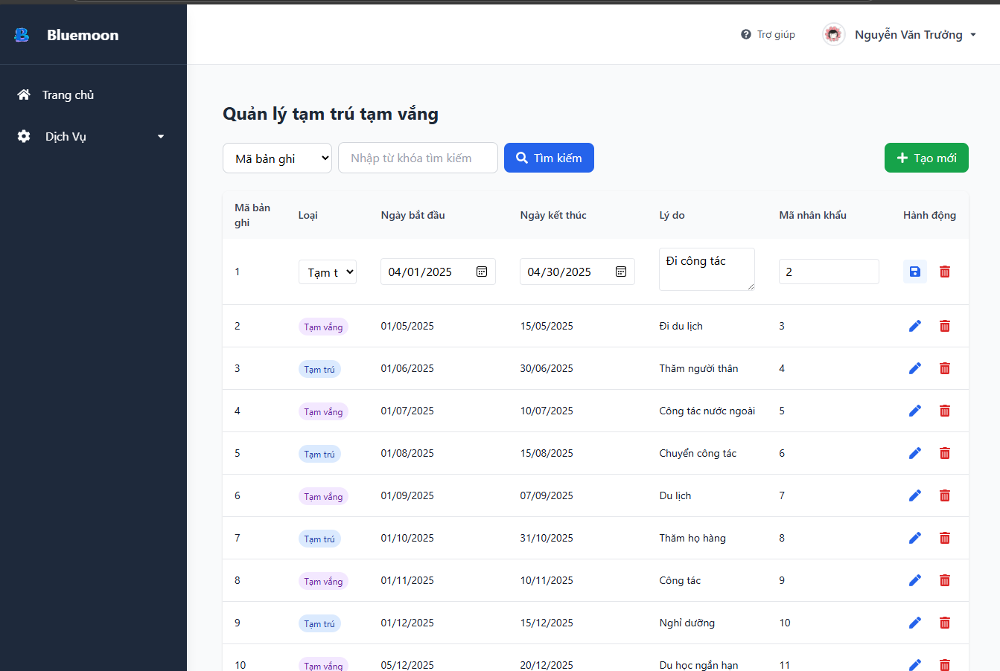 Bluemoon
Trợ giúp
Nguyễn Văn Trưởng
Trang chủ
Dịch Vụ
Quản lý tạm trú tạm vắng
Mã bản ghi
Nhập từ khóa tìm kiếm
Tìm kiếm
Tạo mới
Mã bản ghi Loại Ngày bắt đầu Ngày kết thúc Lý do Mã nhân khẩu Hành động
1 Tạm t 04/01/2025 04/30/2025 Đi công tác 2
2 Tạm vắng 01/05/2025 15/05/2025 Đi du lịch 3
3 Tạm trú 01/06/2025 30/06/2025 Thăm người thân 4
4 Tạm vắng 01/07/2025 10/07/2025 Công tác nước ngoài 5
5 Tạm trú 01/08/2025 15/08/2025 Chuyển công tác 6
6 Tạm vắng 01/09/2025 07/09/2025 Du lịch 7
7 Tạm trú 01/10/2025 31/10/2025 Thăm họ hàng 8
8 Tạm vắng 01/11/2025 10/11/2025 Công tác 9
9 Tạm trú 01/12/2025 15/12/2025 Nghỉ dưỡng 10
10 Tạm vắng 05/12/2025 20/12/2025 Du học ngắn hạn 11